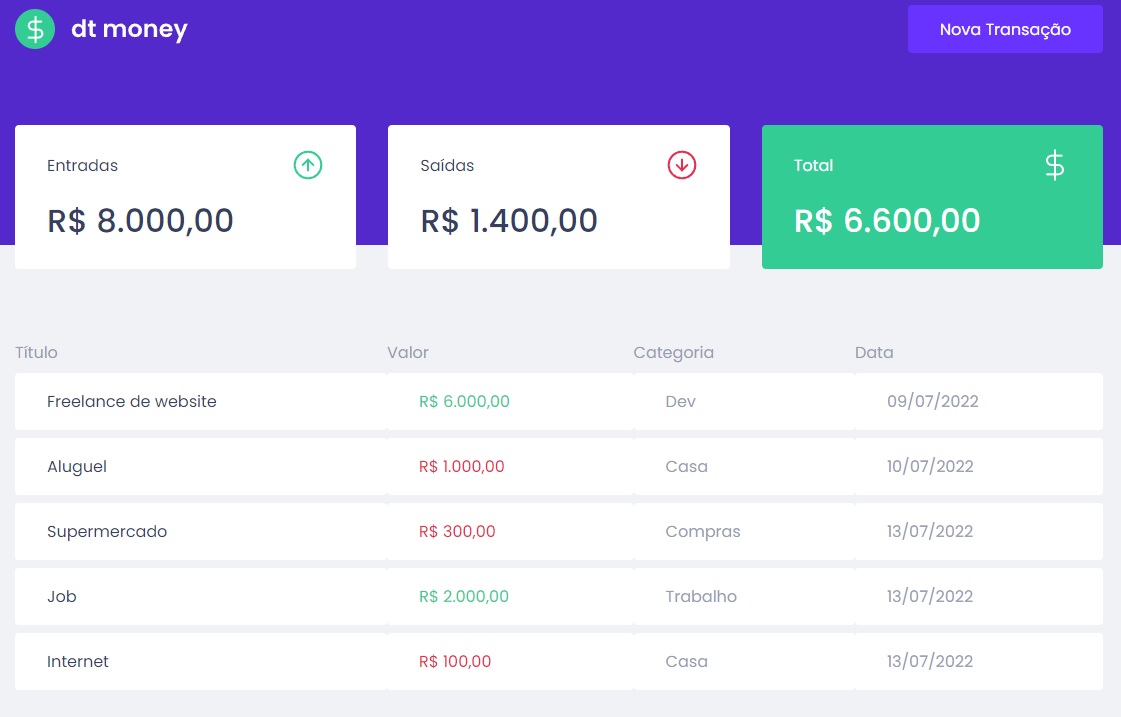 dt money
Nova Transação
Entradas
R$ 8.000,00
Saídas
R$ 1.400,00
Total
R$ 6.600,00
Título Valor Categoria Data
Freelance de website R$ 6.000,00 Dev 09/07/2022
Aluguel R$ 1.000,00 Casa 10/07/2022
Supermercado R$ 300,00 Compras 13/07/2022
Job R$ 2.000,00 Trabalho 13/07/2022
Internet R$ 100,00 Casa 13/07/2022